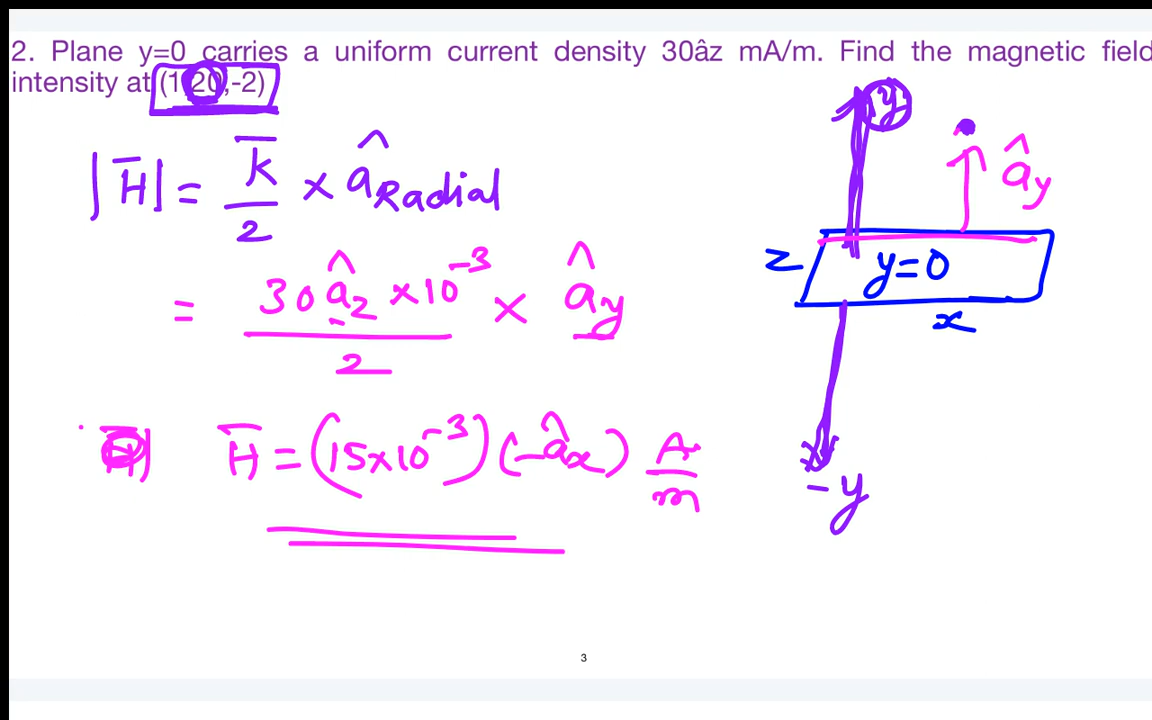 2. Plane y=0 carries a uniform current density 30âz mA/m. Find the magnetic field
intensity at (1,20,-2)
|H̅| = k̅/2 × âRadial
= 30âz × 10⁻³/2 × ây
H̅ = (15×10⁻³)(-âx) A/m
y
ây
z
y=0
x
-y
3